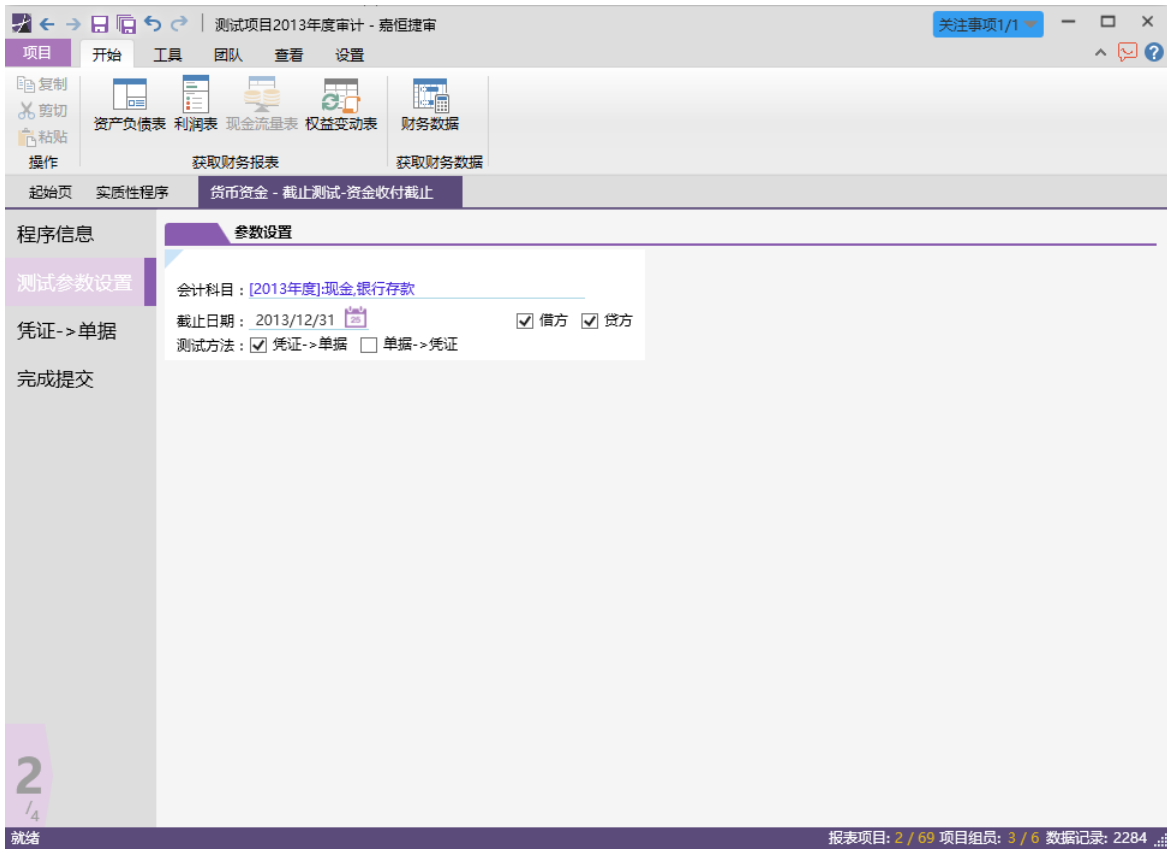 测试项目2013年度审计 - 嘉恒捷审
关注事项1/1
项目 开始 工具 团队 查看 设置
复制
剪切
粘贴
资产负债表 利润表 现金流量表 权益变动表 财务数据
操作 获取财务报表 获取财务数据
起始页 实质性程序 货币资金 - 截止测试-资金收付截止
程序信息
测试参数设置
凭证->单据
完成提交
参数设置
会计科目：[2013年度]:现金,银行存款
截止日期： 2013/12/31 25 借方 贷方
测试方法： 凭证->单据 单据->凭证
2
/4
就绪 报表项目: 2 / 69 项目组员: 3 / 6 数据记录: 2284